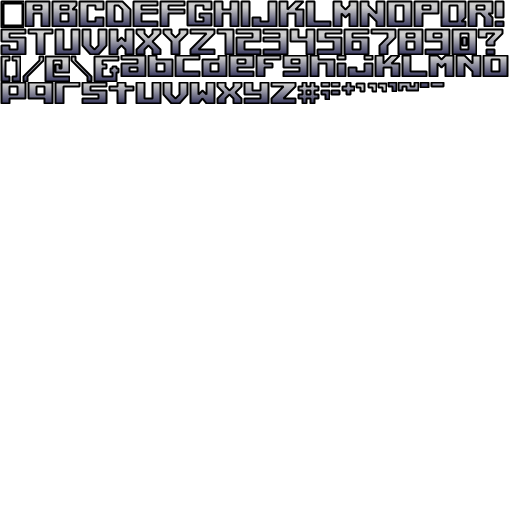 ABCDEFGHIJKLMNOPQR!
STUVWXYZ1234567890?
()/@\&abcdefghijklmno
pqrstuvwxyz#